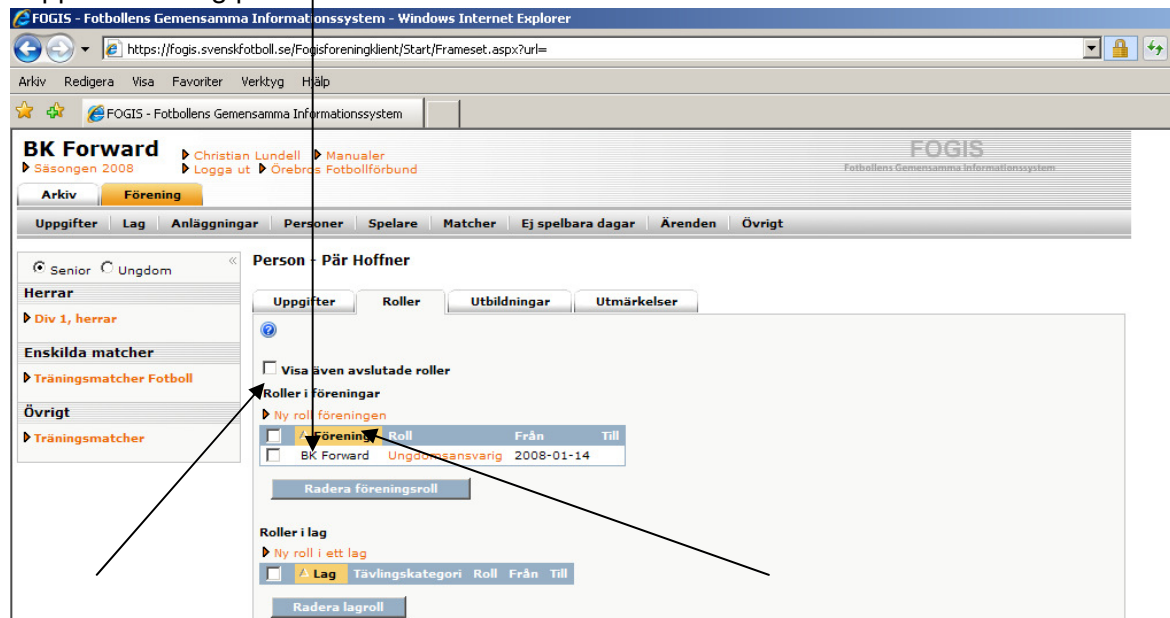 FOGIS - Fotbollens Gemensamma Informationssystem - Windows Internet Explorer
https://fogis.svenskfotboll.se/Fogisforeningklient/Start/Frameset.aspx?url=
Arkiv Redigera Visa Favoriter Verktyg Hjälp
FOGIS - Fotbollens Gemensamma Informationssystem
BK Forward
Säsongen 2008
Christian Lundell Manualer
Logga ut Örebros Fotbollförbund
FOGIS
Fotbollens Gemensamma Informationssystem
Arkiv Förening
Uppgifter Lag Anläggningar Personer Spelare Matcher Ej spelbara dagar Ärenden Övrigt
Senior Ungdom
Herrar
Div 1, herrar
Enskilda matcher
Träningsmatcher Fotboll
Övrigt
Träningsmatcher
Person - Pär Hoffner
Uppgifter Roller Utbildningar Utmärkelser
Visa även avslutade roller
Roller i föreningar
Ny roll föreningen
Förening Roll Från Till
BK Forward Ungdomsansvarig 2008-01-14
Radera föreningsroll
Roller i lag
Ny roll i ett lag
Lag Tävlingskategori Roll Från Till
Radera lagroll